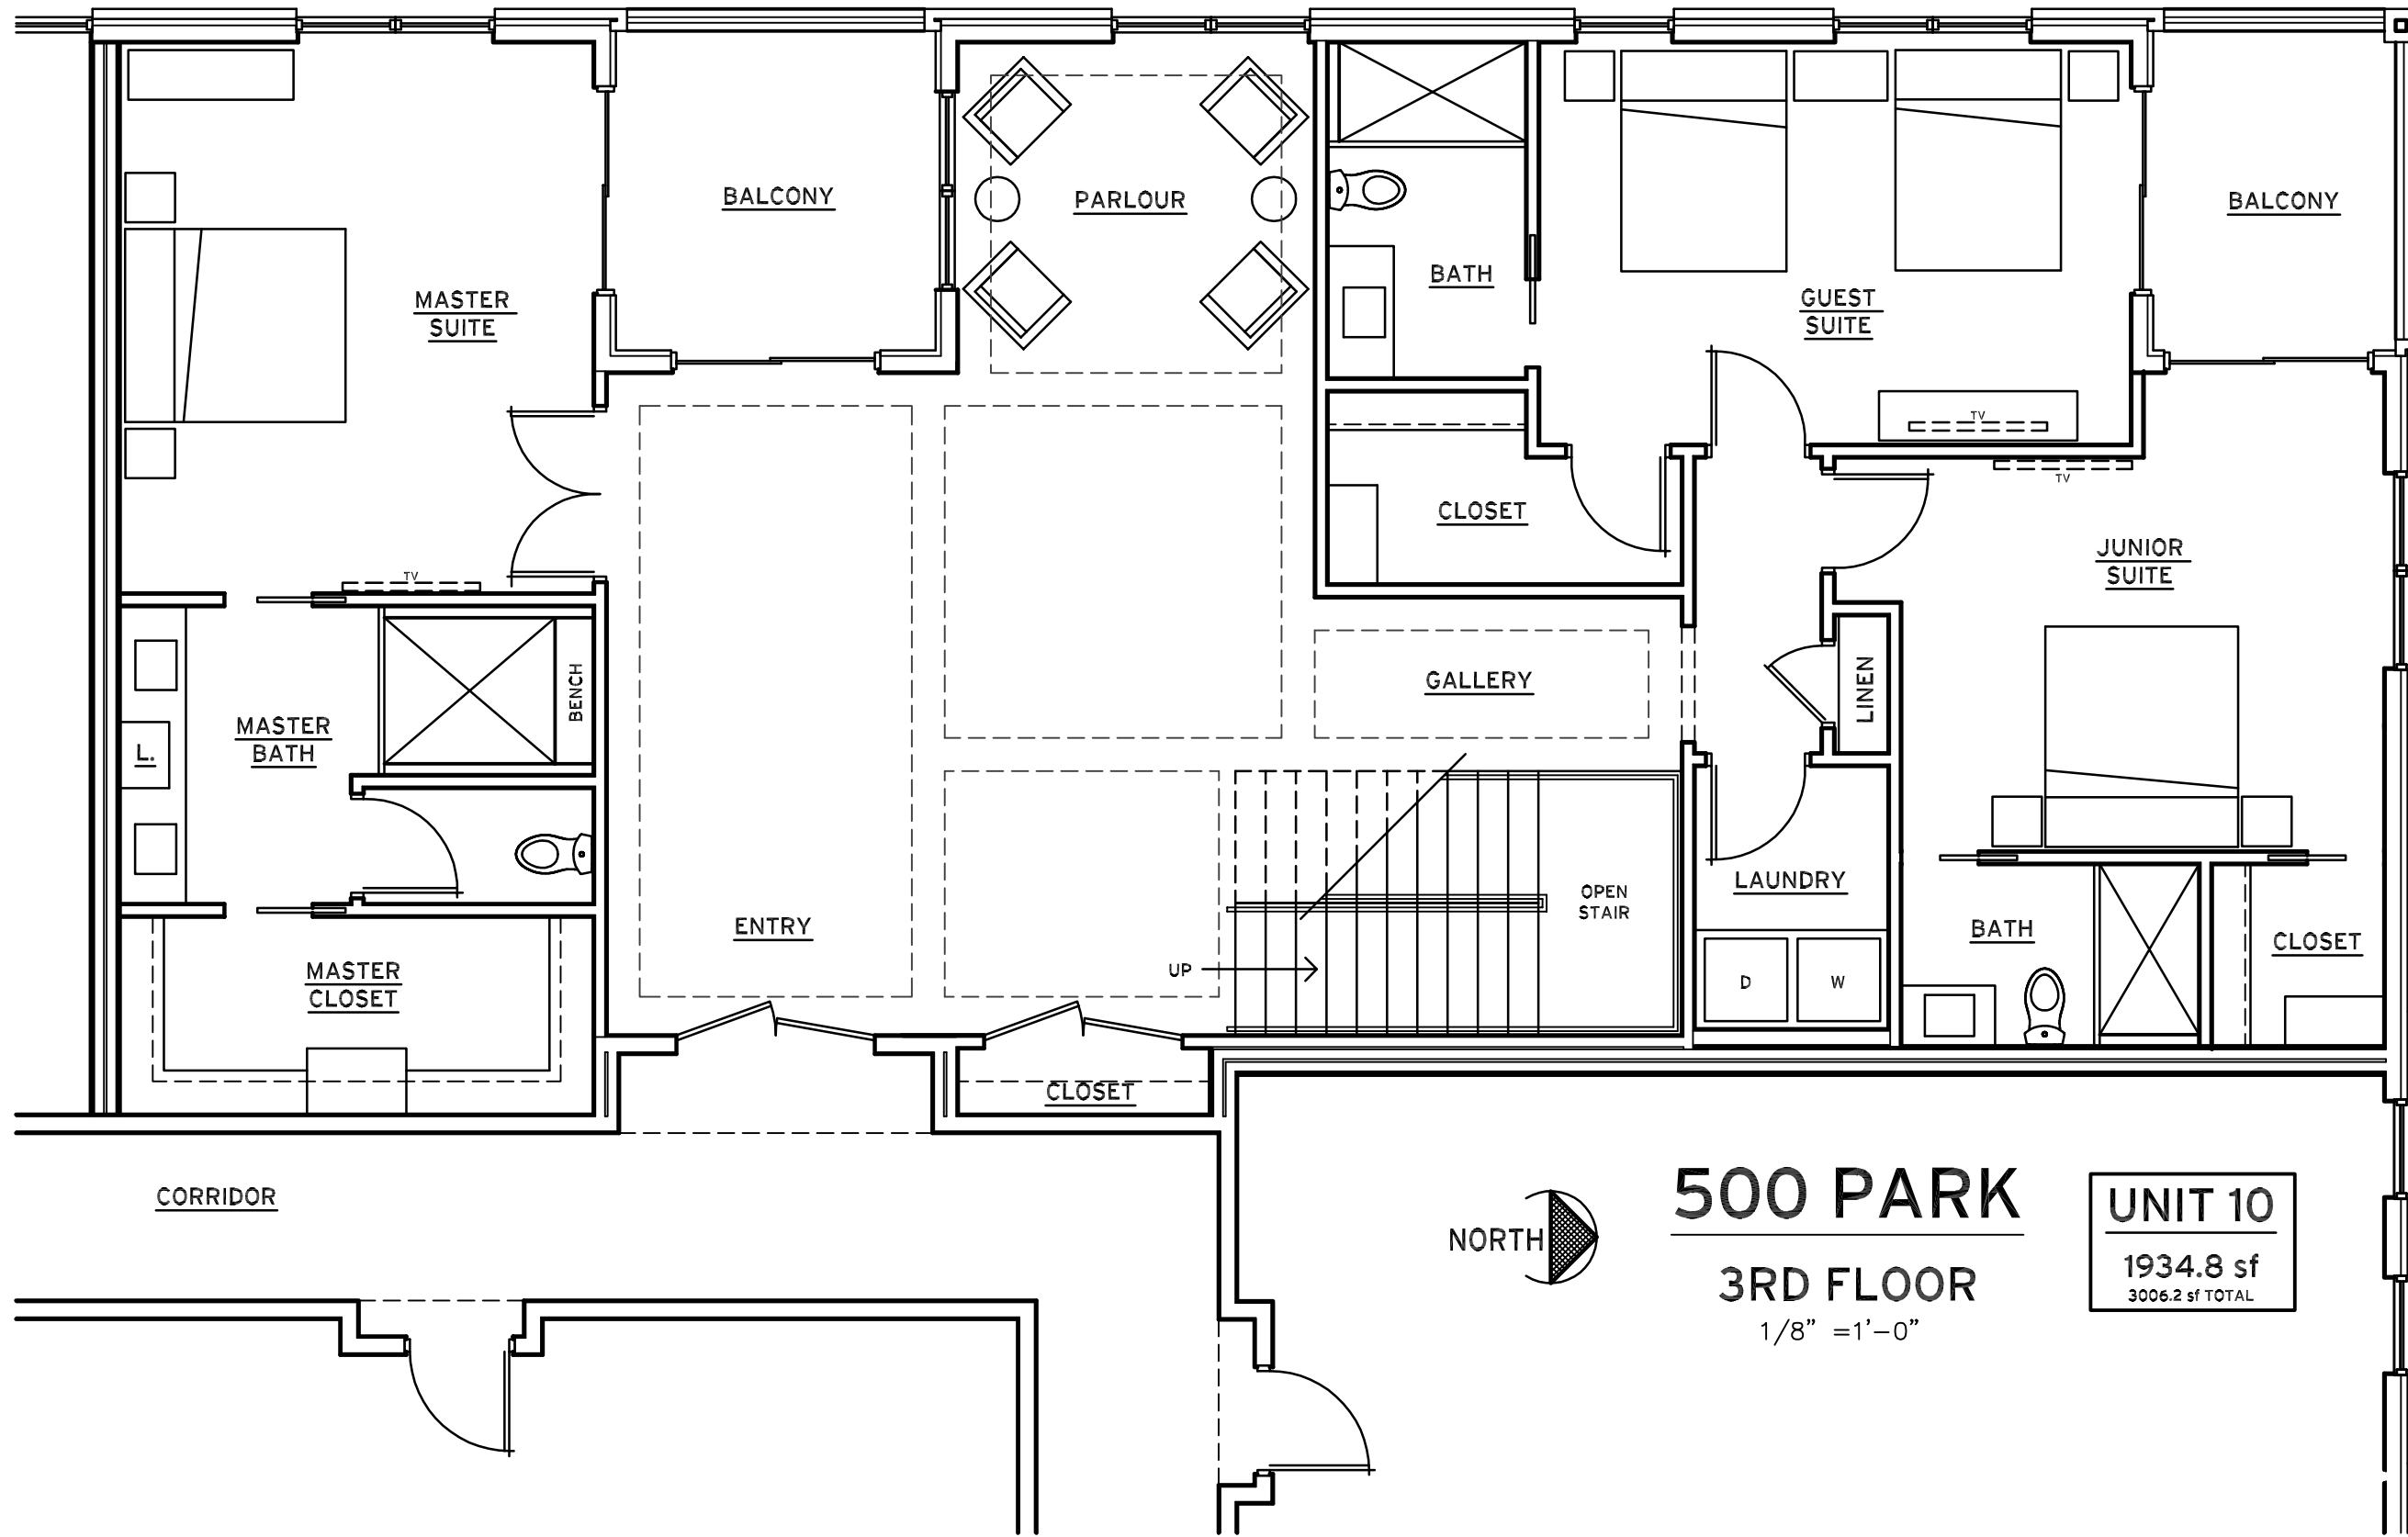 BALCONY
PARLOUR
BALCONY
BATH
MASTER
SUITE
GUEST
SUITE
TV
TV
CLOSET
JUNIOR
SUITE
TV
BENCH
GALLERY
LINEN
MASTER
BATH
L.
LAUNDRY
OPEN
STAIR
ENTRY
BATH
CLOSET
UP
MASTER
CLOSET
D
W
CLOSET
CORRIDOR
NORTH
500 PARK
3RD FLOOR
1/8" =1'-0"
UNIT 10
1934.8 sf
3006.2 sf TOTAL